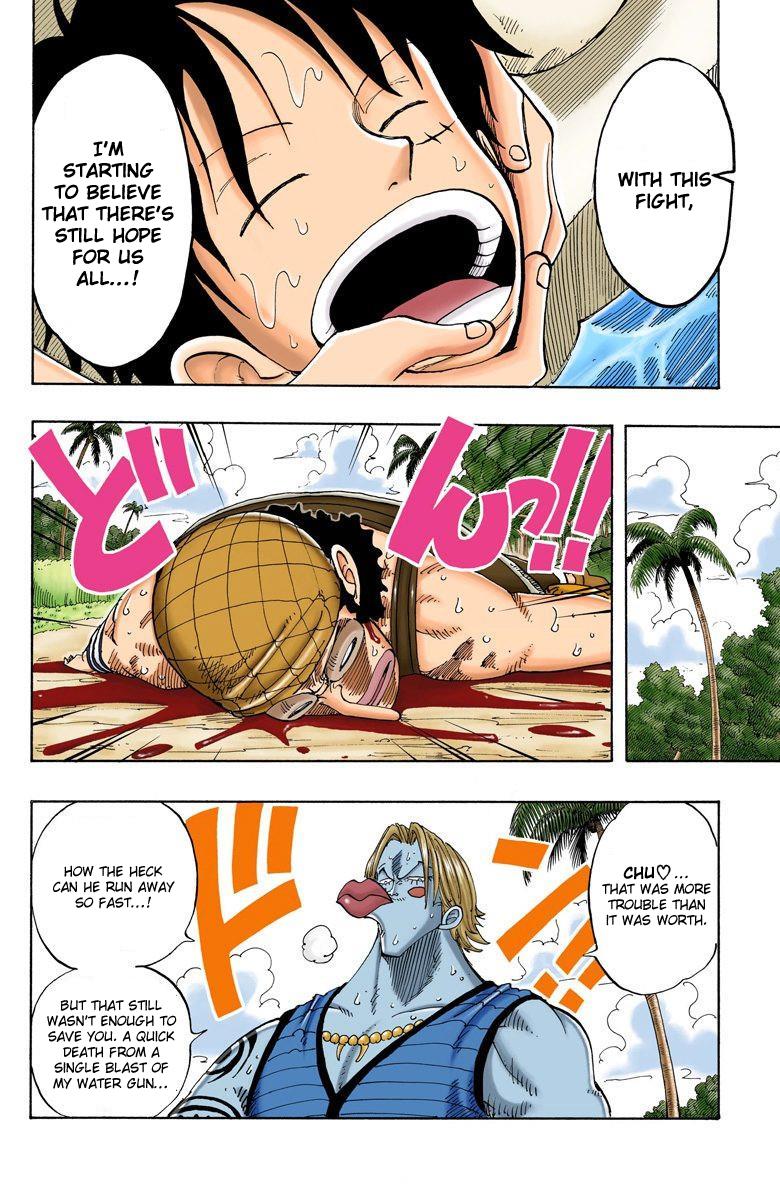 WITH THIS
FIGHT,
I'M
STARTING
TO BELIEVE
THAT THERE'S
STILL HOPE
FOR US
ALL...!
どんっ!!
CHU♡...
THAT WAS MORE
TROUBLE THAN
IT WAS WORTH.
ドン!!
HOW THE HECK
CAN HE RUN AWAY
SO FAST...!
BUT THAT STILL
WASN'T ENOUGH TO
SAVE YOU. A QUICK
DEATH FROM A
SINGLE BLAST OF
MY WATER GUN...